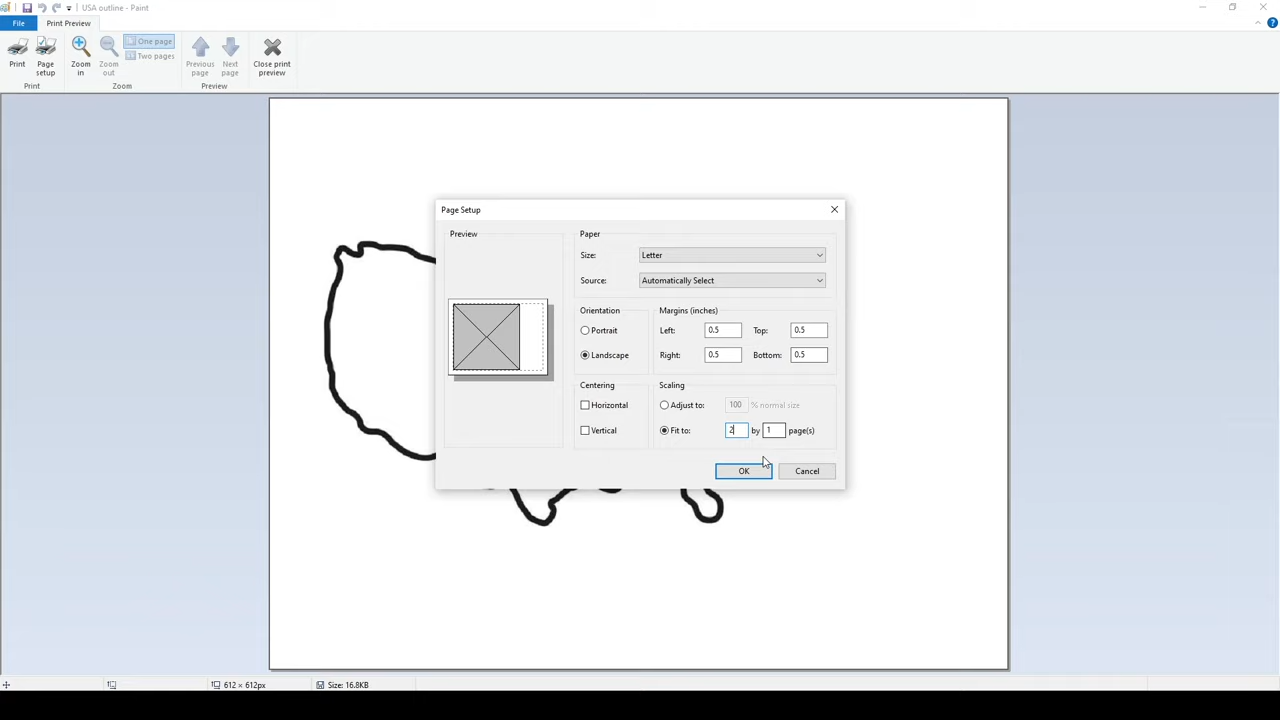 USA outline - Paint
File
Print Preview
Print
Page setup
Zoom in
Zoom out
One page
Two pages
Previous page
Next page
Close print preview
Print
Zoom
Preview
Page Setup
Preview
Paper
Size:
Letter
Source:
Automatically Select
Orientation
Portrait
Landscape
Margins (inches)
Left:
0.5
Top:
0.5
Right:
0.5
Bottom:
0.5
Centering
Horizontal
Vertical
Scaling
Adjust to:
100
% normal size
Fit to:
2
by
1
page(s)
OK
Cancel
612 × 612px
Size: 16.8KB